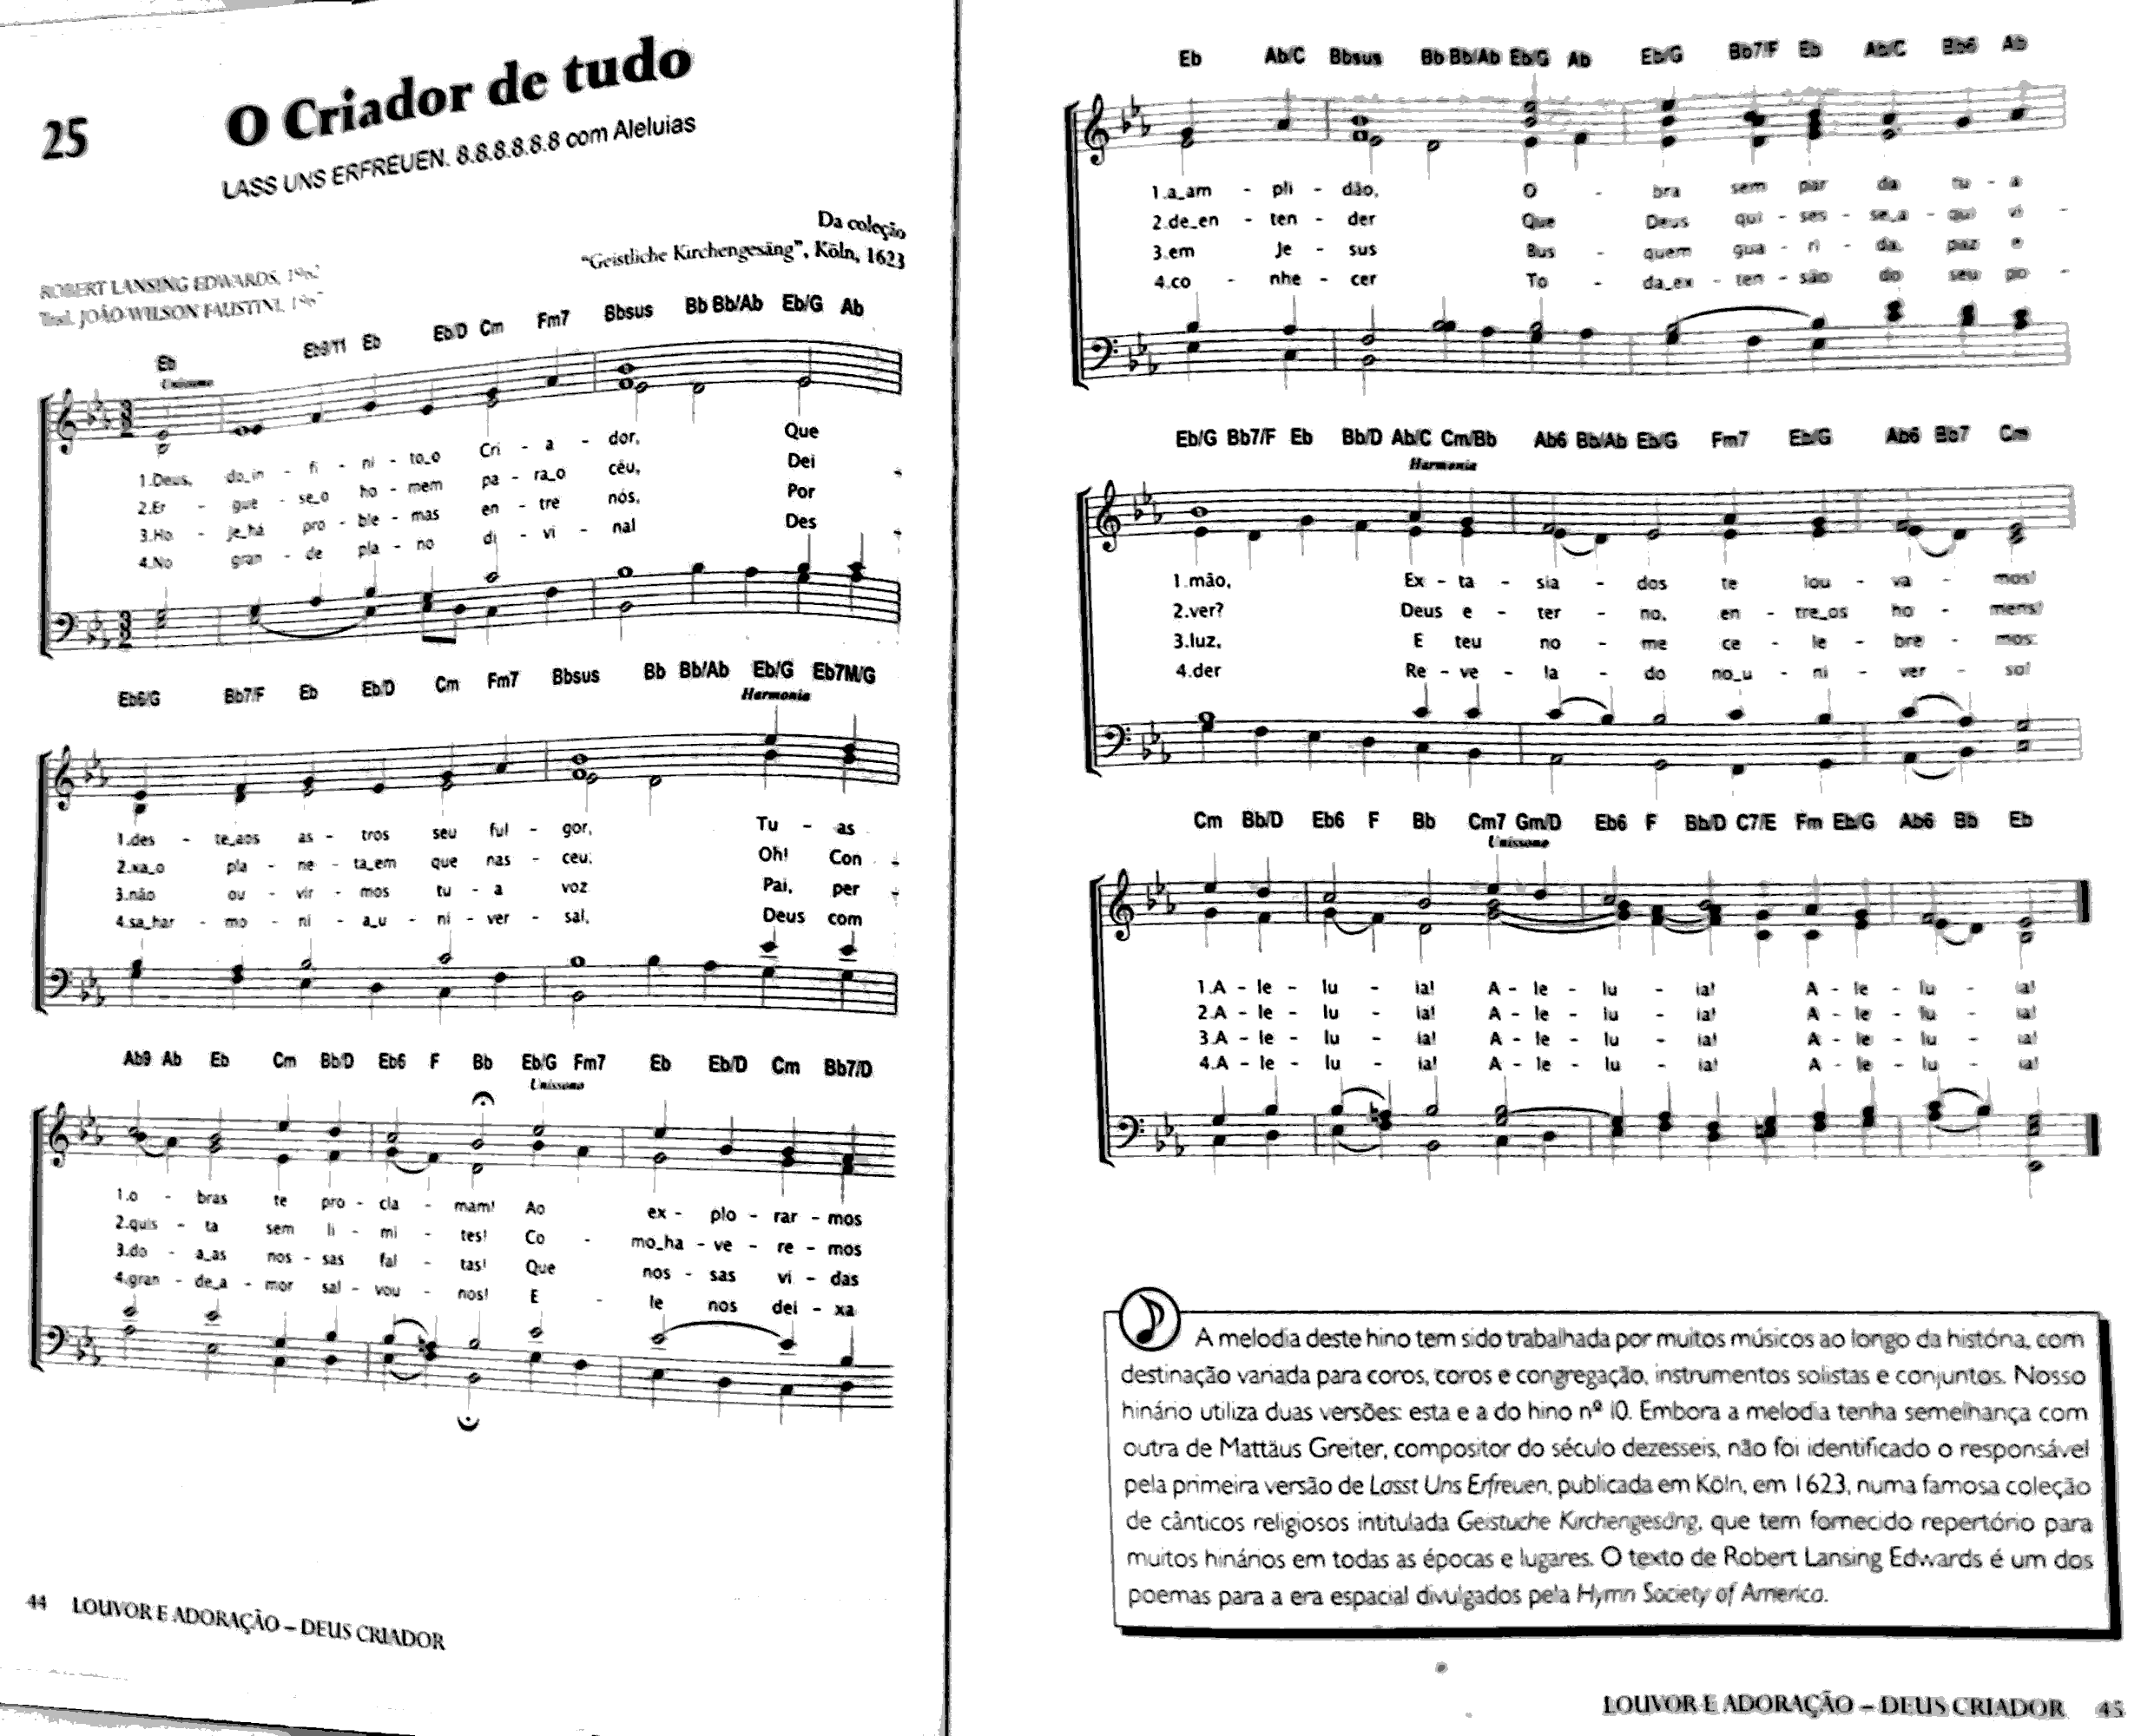 25
O Criador de tudo
LASS UNS ERFREUEN. 8.8.8.8.8.8 com Aleluias
Da coleção
"Geistliche Kirchengesäng", Köln, 1623
ROBERT LANSING EDWARDS,
Trad. JOÃO WILSON FAUSTINI,
Eb Eb9/11 Eb Eb/D Cm Fm7 Bbsus Bb Bb/Ab Eb/G Ab
Uníssono
1.Deus, do_in - fi - ni - to_o Cri - a - dor, Que
2.Er - gue - se_o ho - mem pa - ra_o céu, Dei -
3.Ho - je_há pro - ble - mas en - tre nós, Por
4.No gran - de pla - no di - vi - nal Des -
Eb6/G Bb7/F Eb Eb/D Cm Fm7 Bbsus Bb Bb/Ab Eb/G Eb7M/G
Harmonia
1.des - te_aos as - tros seu ful - gor, Tu - as
2.xa_o pla - ne - ta_em que nas - ceu; Oh! Con -
3.não ou - vir - mos tu - a voz Pai, per -
4.sa_har - mo - ni - a_u - ni - ver - sal, Deus com
Ab9 Ab Eb Cm Bb/D Eb6 F Bb Eb/G Fm7 Eb Eb/D Cm Bb7/D
Uníssono
1.o - bras te pro - cla - mam! Ao ex - plo - rar - mos
2.quis - ta sem li - mi - tes! Co - mo_ha - ve - re - mos
3.do - a_as nos - sas fal - tas! Que nos - sas vi - das
4.gran - de_a - mor sal - vou - nos! E - le nos dei - xa
44 LOUVOR E ADORAÇÃO – DEUS CRIADOR
Eb Ab/C Bbsus Bb Bb/Ab Eb/G Ab Eb/G Bb7/F Eb Ab/C Bb6 Ab
1.a_am - pli - dão, O - bra sem par da tu - a
2.de_en - ten - der Que Deus qui - ses - se_a - qui vi -
3.em Je - sus Bus - quem gua - ri - da, paz e
4.co - nhe - cer To - da_ex - ten - são do seu po -
Eb/G Bb7/F Eb Bb/D Ab/C Cm/Bb Ab6 Bb/Ab Eb/G Fm7 Eb/G Ab6 Bb7 Cm
Harmonia
1.mão, Ex - ta - sia - dos te lou - va - mos!
2.ver? Deus e - ter - no, en - tre_os ho - mens!
3.luz, E teu no - me ce - le - bre - mos:
4.der Re - ve - la - do no_u - ni - ver - so!
Cm Bb/D Eb6 F Bb Cm7 Gm/D Eb6 F Bb/D C7/E Fm Eb/G Ab6 Bb Eb
Uníssono
1.A - le - lu - ia! A - le - lu - ia! A - le - lu - ia!
2.A - le - lu - ia! A - le - lu - ia! A - le - lu - ia!
3.A - le - lu - ia! A - le - lu - ia! A - le - lu - ia!
4.A - le - lu - ia! A - le - lu - ia! A - le - lu - ia!
A melodia deste hino tem sido trabalhada por muitos músicos ao longo da história, com
destinação variada para coros, coros e congregação, instrumentos solistas e conjuntos. Nosso
hinário utiliza duas versões: esta e a do hino nº 10. Embora a melodia tenha semelhança com
outra de Mattäus Greiter, compositor do século dezesseis, não foi identificado o responsável
pela primeira versão de Lasst Uns Erfreuen, publicada em Köln, em 1623, numa famosa coleção
de cânticos religiosos intitulada Geistuche Kirchengesäng, que tem fornecido repertório para
muitos hinários em todas as épocas e lugares. O texto de Robert Lansing Edwards é um dos
poemas para a era espacial divulgados pela Hymn Society of America.
LOUVOR E ADORAÇÃO – DEUS CRIADOR 45